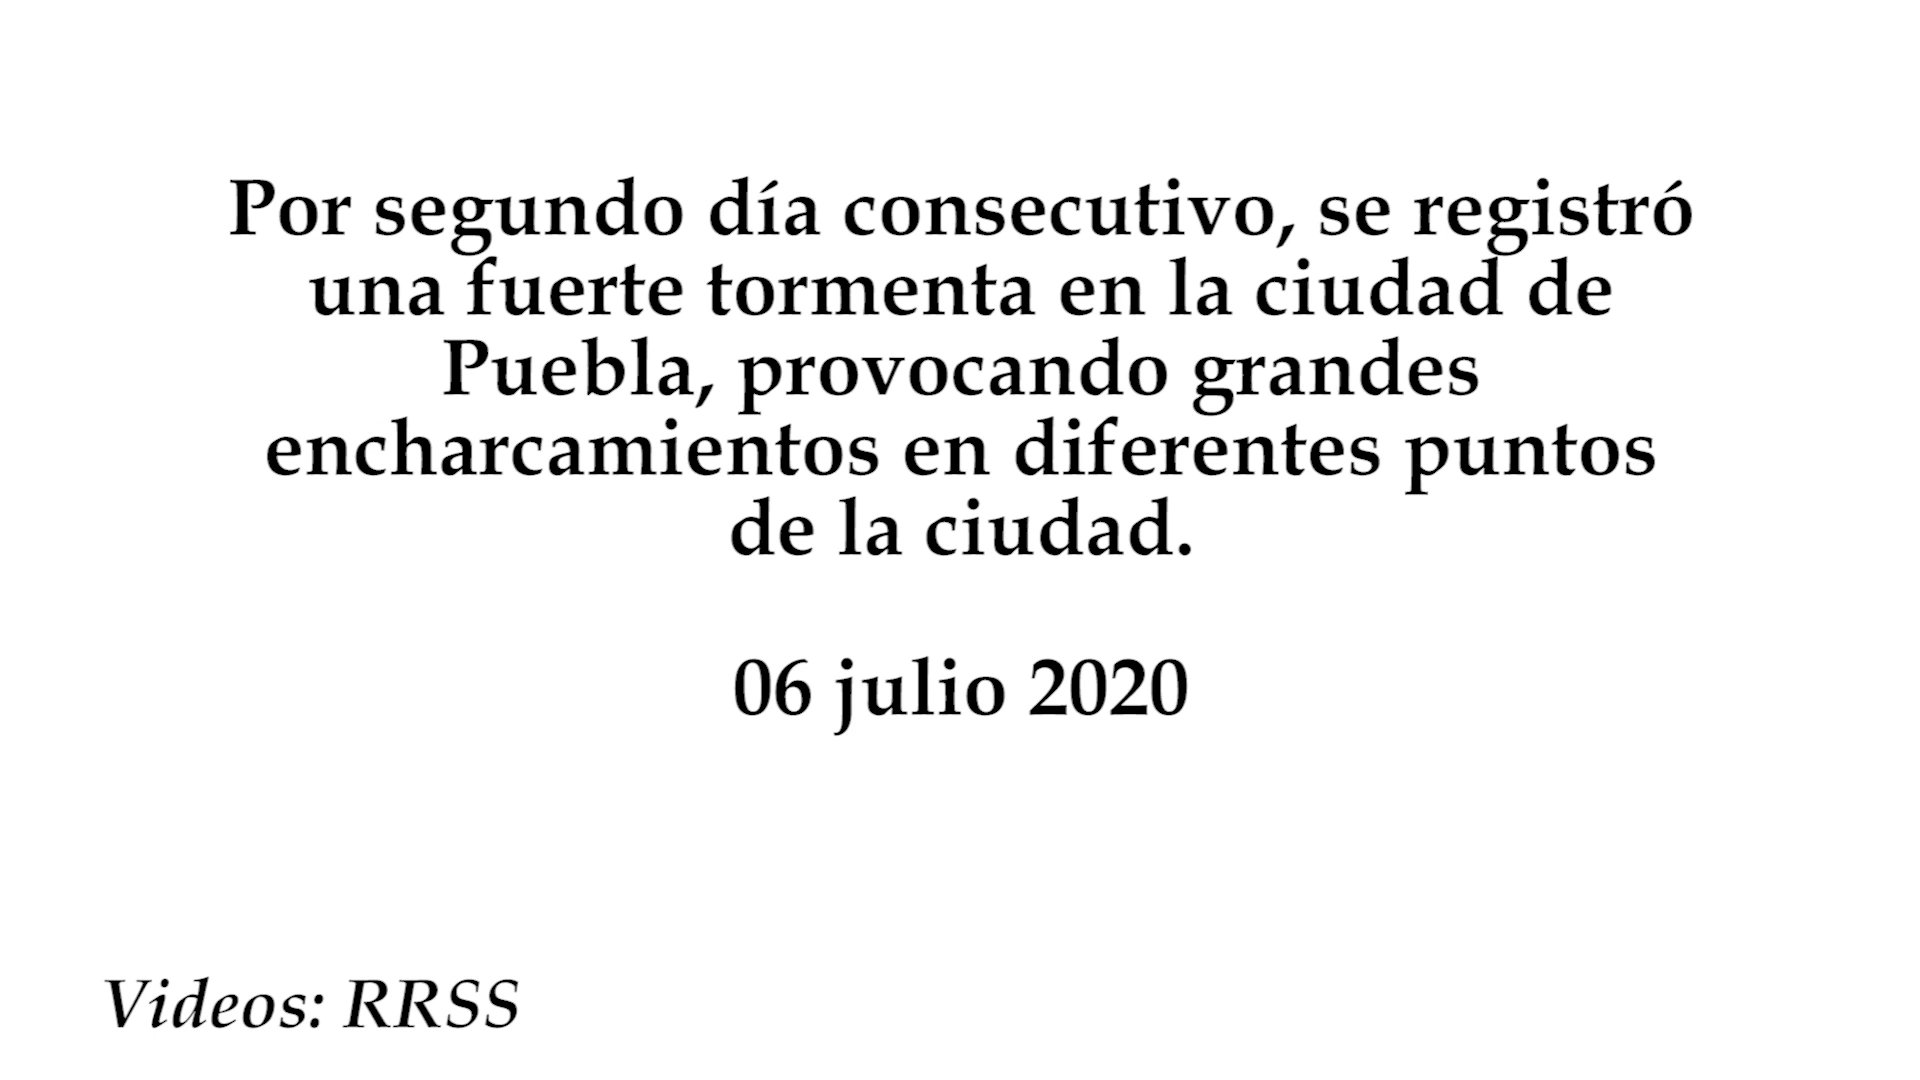 Por segundo día consecutivo, se registró
una fuerte tormenta en la ciudad de
Puebla, provocando grandes
encharcamientos en diferentes puntos
de la ciudad.
06 julio 2020
Videos: RRSS